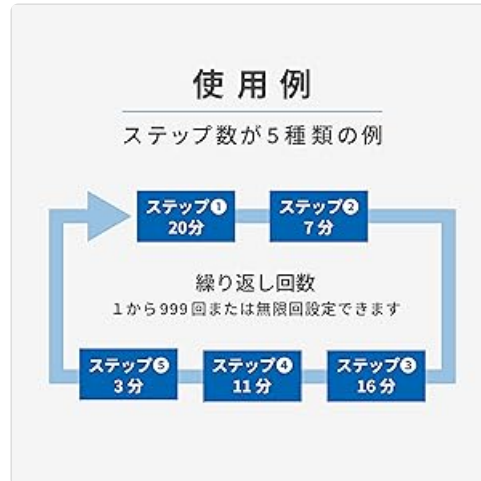 使用例
ステップ数が5種類の例
ステップ❶
20分
ステップ❷
7分
繰り返し回数
1から999回または無限回設定できます
ステップ❺
3分
ステップ❹
11分
ステップ❸
16分